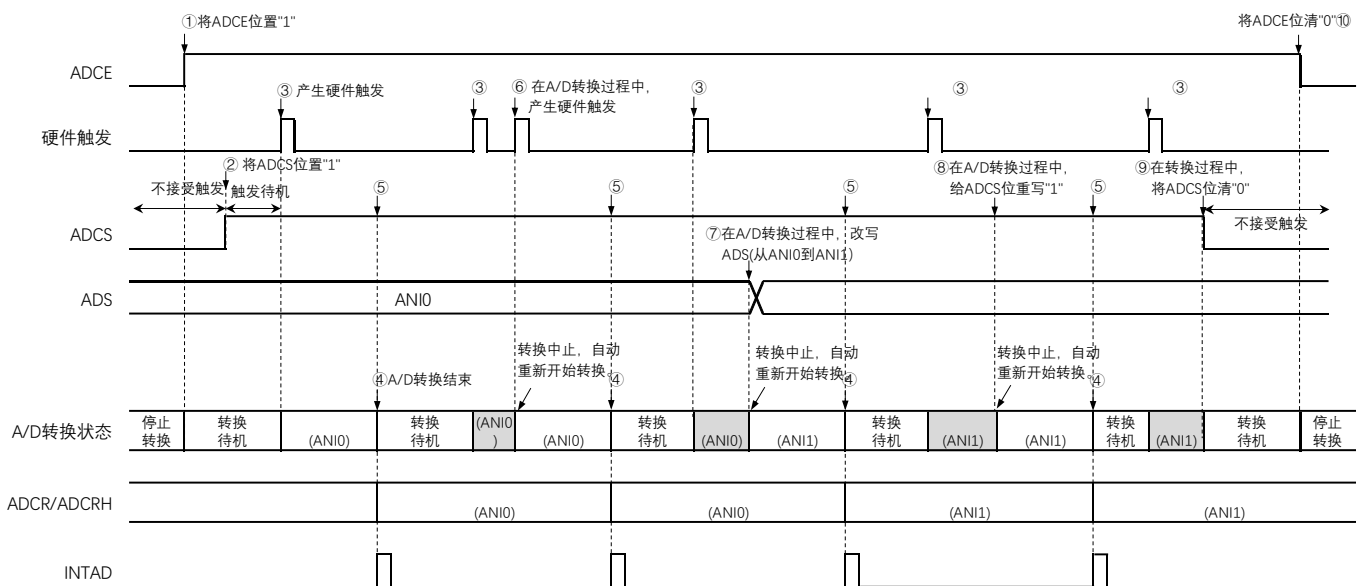 ①将ADCE位置"1"
将ADCE位清"0"⑩
ADCE
③ 产生硬件触发
③
⑥ 在A/D转换过程中，
产生硬件触发
③
③
③
硬件触发
② 将ADCS位置"1"
不接受触发
触发待机
⑤
⑤
⑤
⑧在A/D转换过程中，
给ADCS位重写"1"
⑤
⑨在转换过程中，
将ADCS位清"0"
不接受触发
ADCS
⑦在A/D转换过程中，改写
ADS(从ANI0到ANI1)
ADS
ANI0
④A/D转换结束
转换中止，自动
重新开始转换。
④
转换中止，自动
重新开始转换。
④
转换中止，自动
重新开始转换。
④
A/D转换状态
停止
转换
转换
待机
(ANI0)
转换
待机
(ANI0
)
(ANI0)
转换
待机
(ANI0)
(ANI1)
转换
待机
(ANI1)
(ANI1)
转换
待机
(ANI1)
转换
待机
停止
转换
ADCR/ADCRH
(ANI0)
(ANI0)
(ANI1)
(ANI1)
INTAD